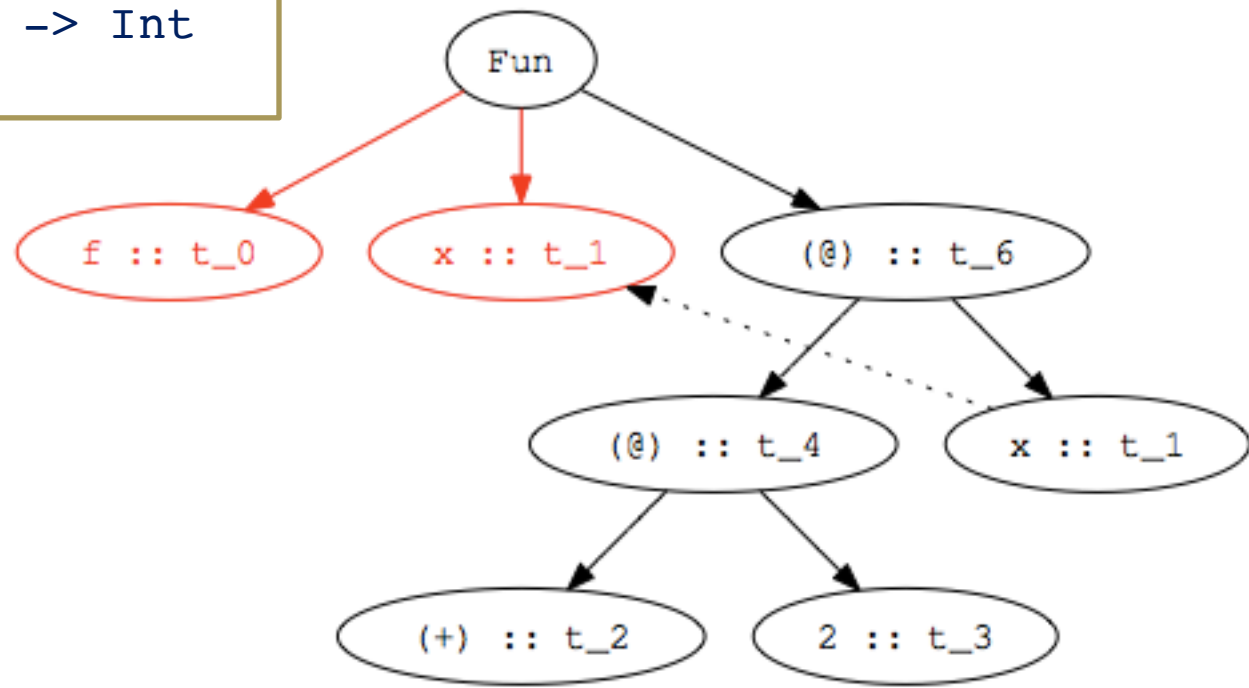 -> Int
Fun
f :: t_0
x :: t_1
(@) :: t_6
(@) :: t_4
x :: t_1
(+) :: t_2
2 :: t_3